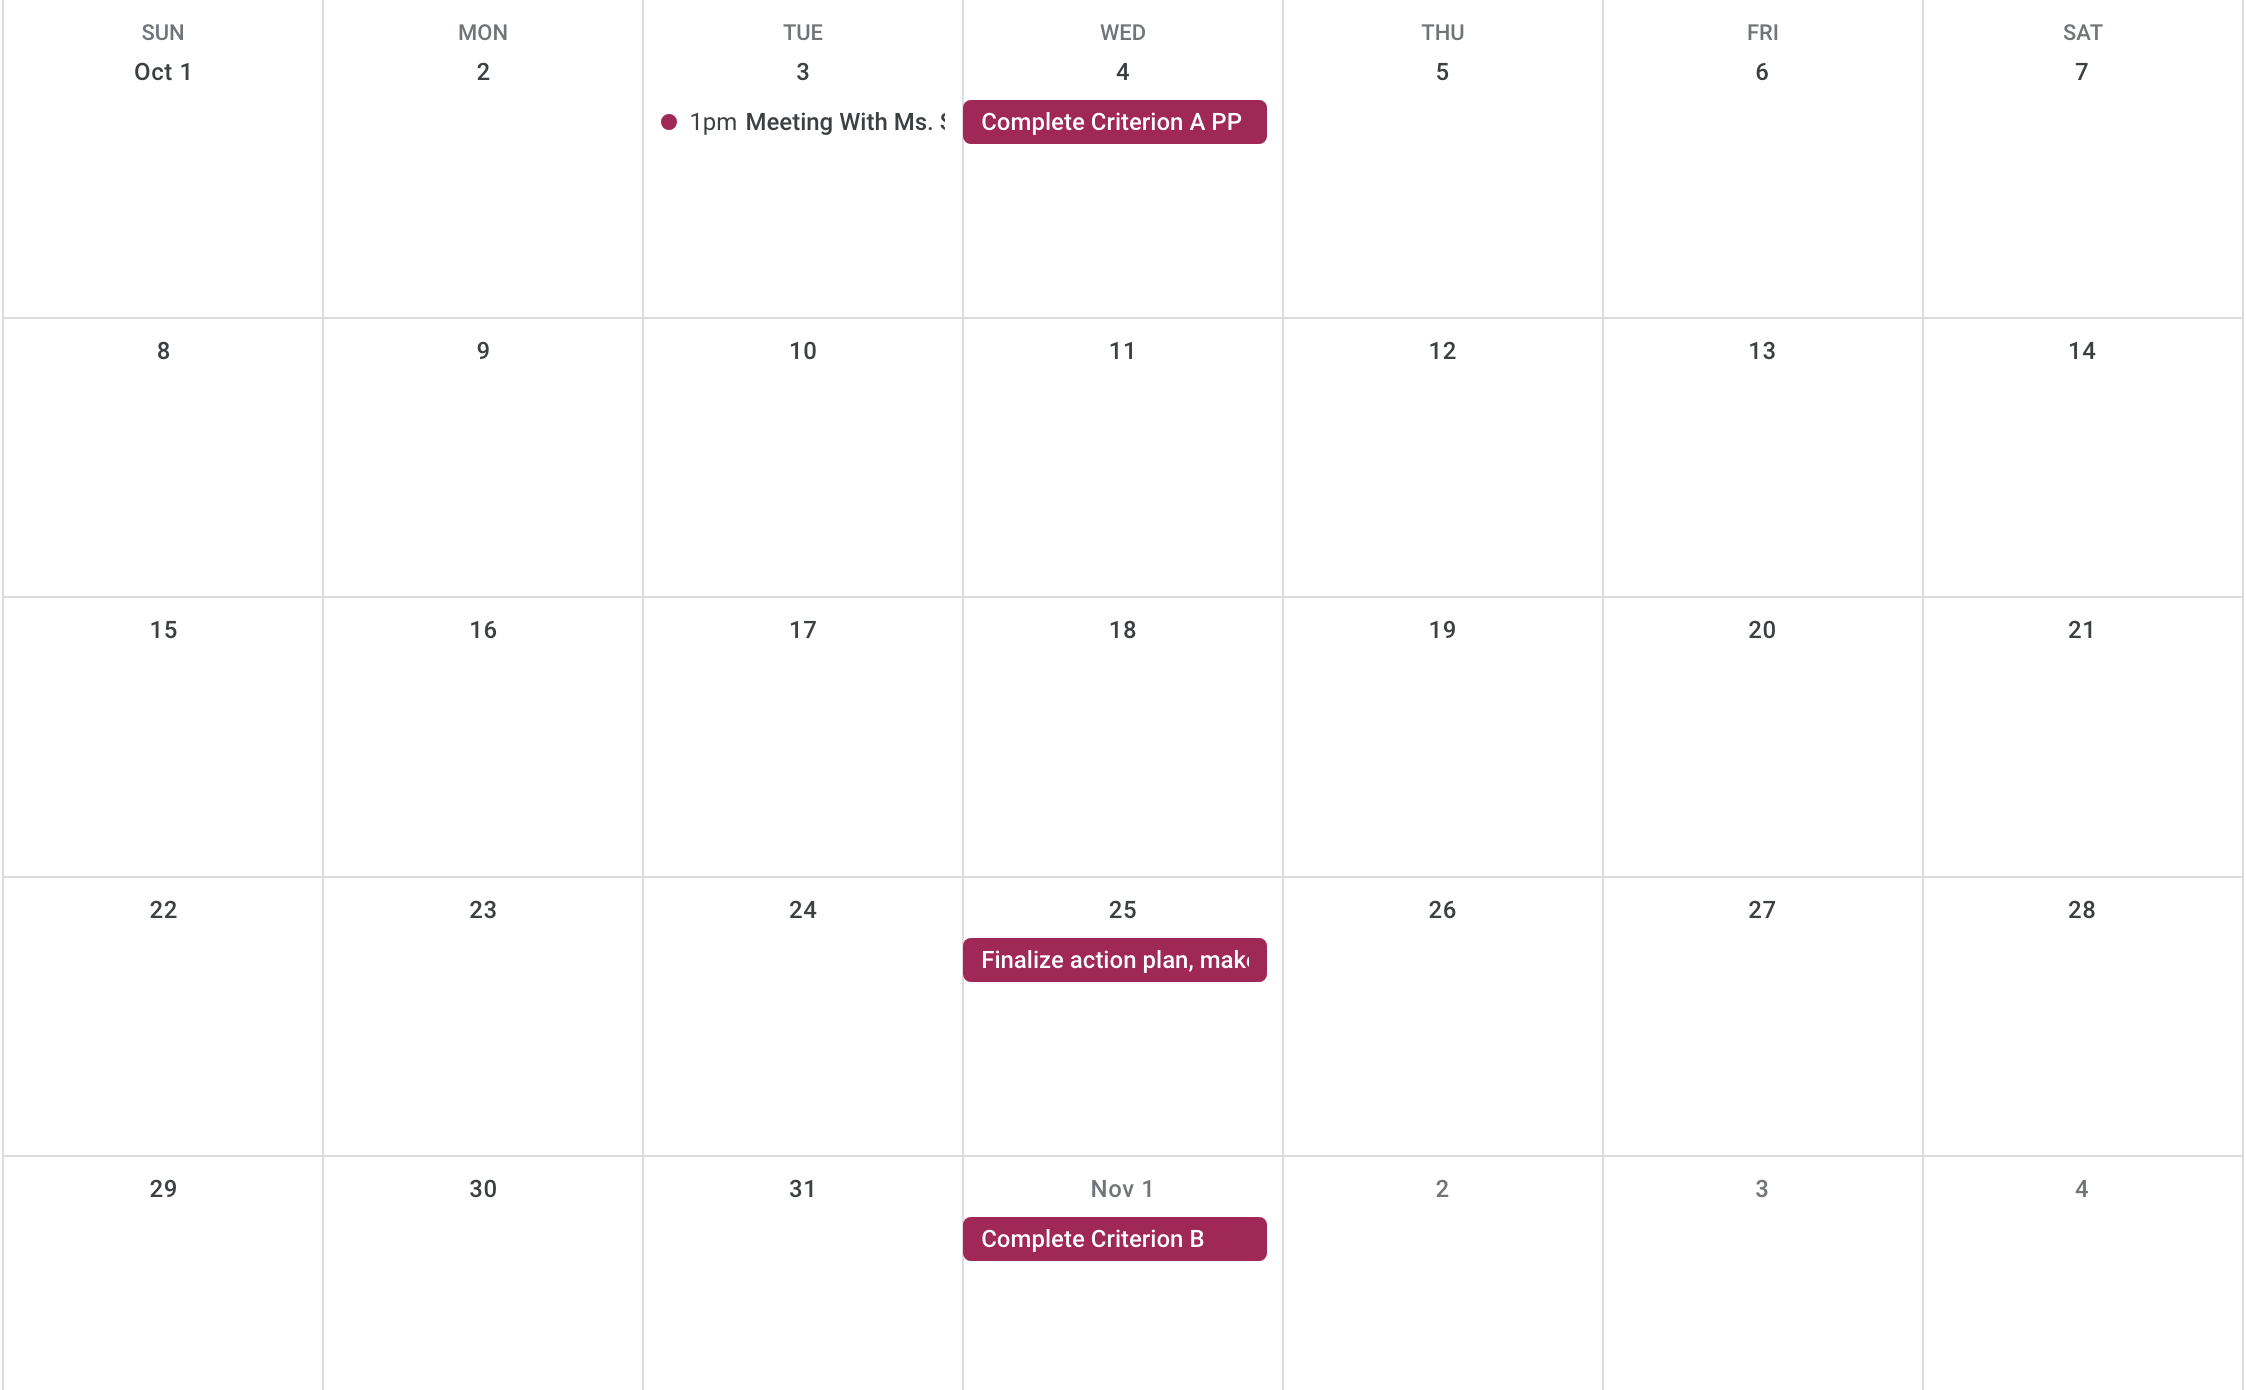 SUN MON TUE WED THU FRI SAT
Oct 1 2 3 4 5 6 7
1pm Meeting With Ms. Complete Criterion A PP
8 9 10 11 12 13 14
15 16 17 18 19 20 21
22 23 24 25 26 27 28
Finalize action plan,
29 30 31 Nov 1 2 3 4
Complete Criterion B